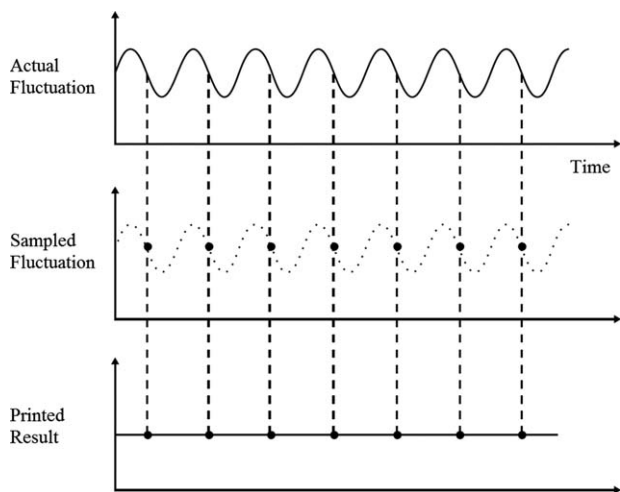 Actual
Fluctuation
Time
Sampled
Fluctuation
Printed
Result